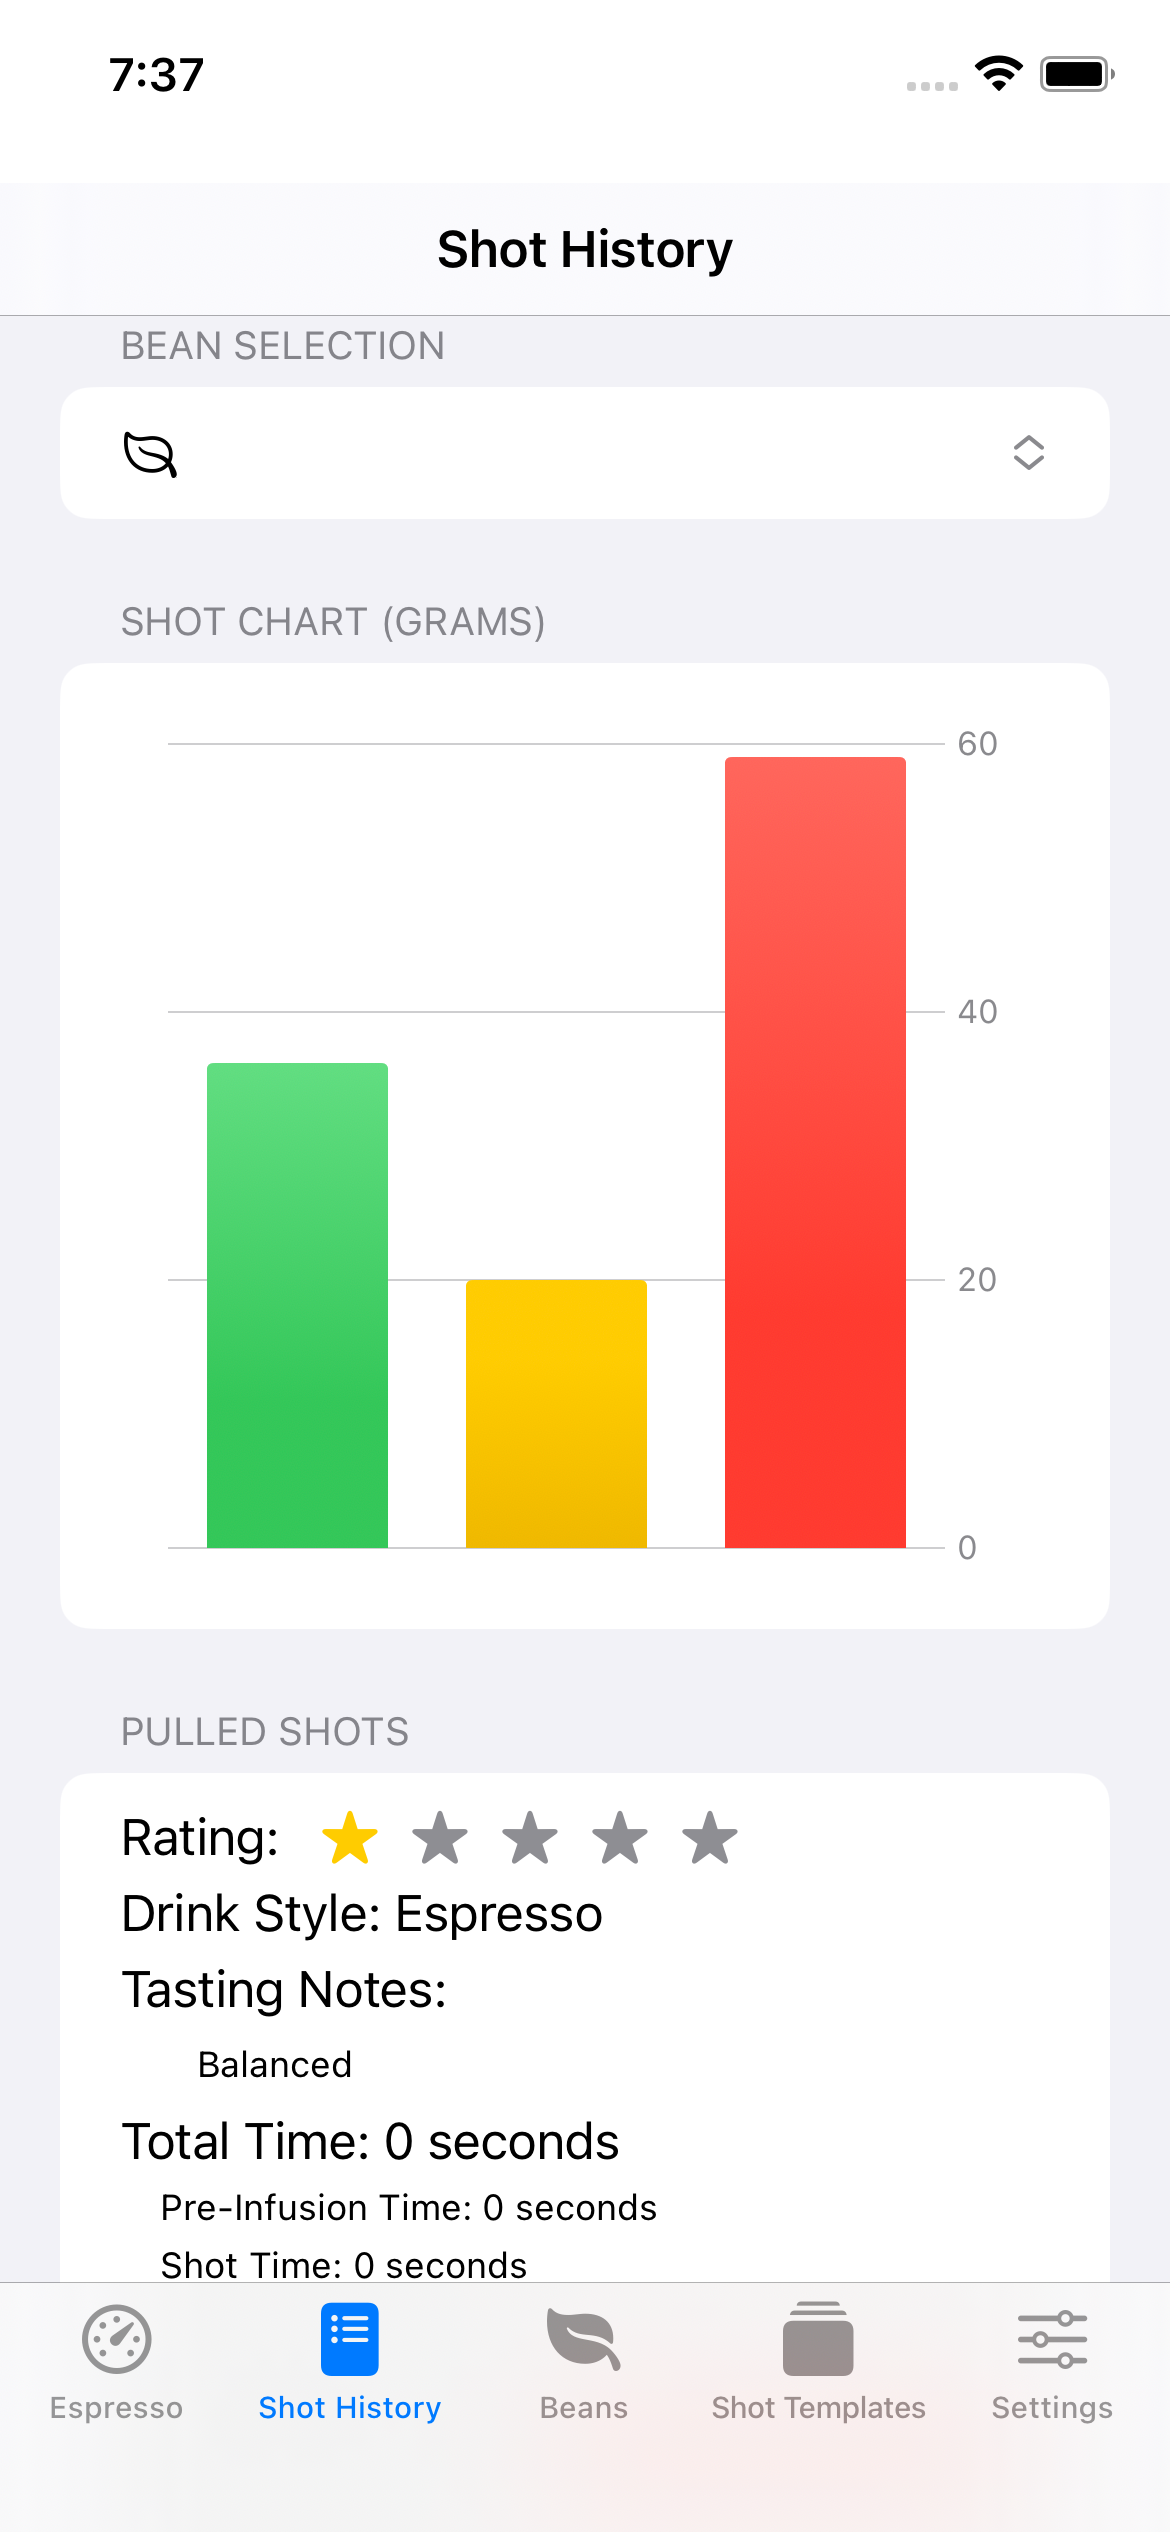 7:37
Shot History
BEAN SELECTION
SHOT CHART (GRAMS)
60
40
20
0
PULLED SHOTS
Rating:
Drink Style: Espresso
Tasting Notes:
Balanced
Total Time: 0 seconds
Pre-Infusion Time: 0 seconds
Shot Time: 0 seconds
Espresso
Shot History
Beans
Shot Templates
Settings